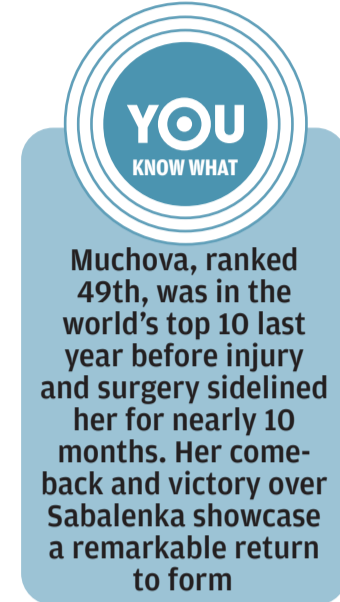 YOU
KNOW WHAT
Muchova, ranked
49th, was in the
world's top 10 last
year before injury
and surgery sidelined
her for nearly 10
months. Her come-
back and victory over
Sabalenka showcase
a remarkable return
to form